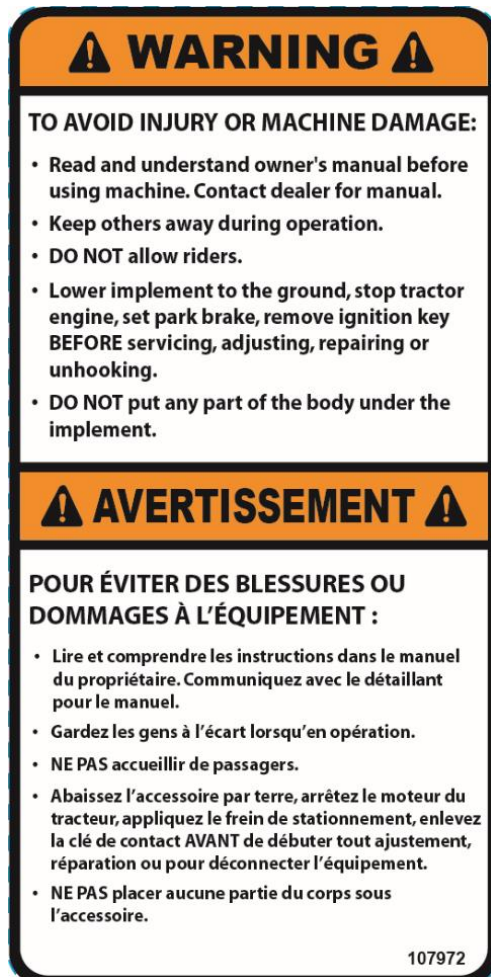 WARNING
TO AVOID INJURY OR MACHINE DAMAGE:
• Read and understand owner's manual before
using machine. Contact dealer for manual.
• Keep others away during operation.
• DO NOT allow riders.
• Lower implement to the ground, stop tractor
engine, set park brake, remove ignition key
BEFORE servicing, adjusting, repairing or
unhooking.
• DO NOT put any part of the body under the
implement.
AVERTISSEMENT
POUR ÉVITER DES BLESSURES OU
DOMMAGES À L'ÉQUIPEMENT :
• Lire et comprendre les instructions dans le manuel
du propriétaire. Communiquez avec le détaillant
pour le manuel.
• Gardez les gens à l'écart lorsqu'en opération.
• NE PAS accueillir de passagers.
• Abaissez l'accessoire par terre, arrêtez le moteur du
tracteur, appliquez le frein de stationnement, enlevez
la clé de contact AVANT de débuter tout ajustement,
réparation ou pour déconnecter l'équipement.
• NE PAS placer aucune partie du corps sous
l'accessoire.
107972